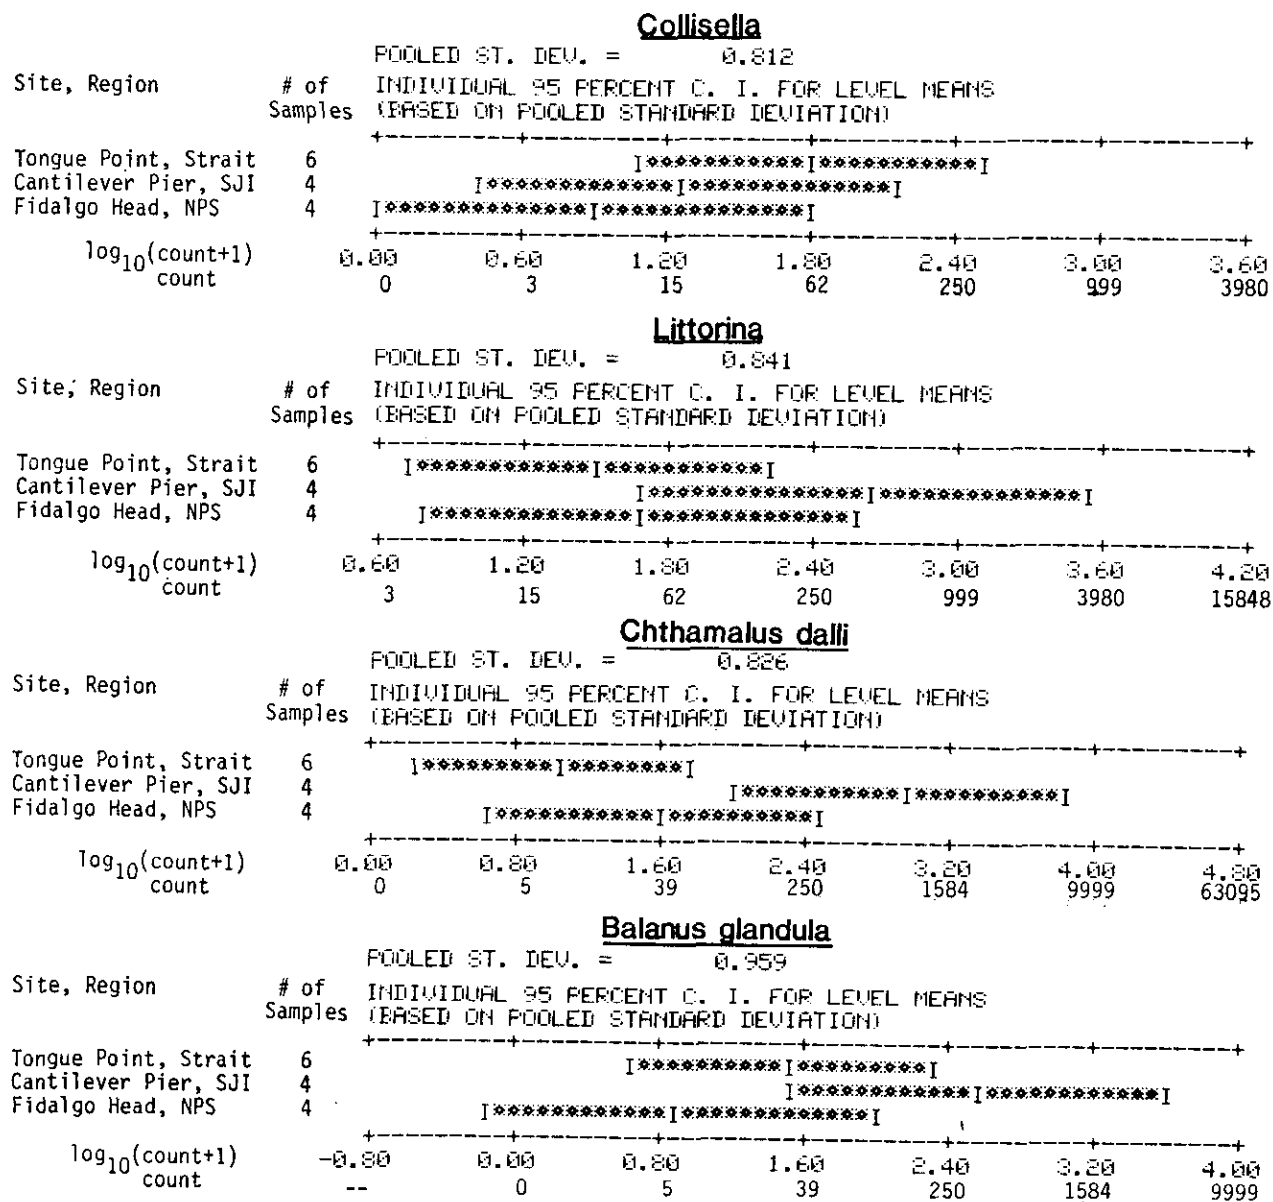 Collisella
POOLED ST. DEV. = 0.812
Site, Region # of INDIVIDUAL 95 PERCENT C. I. FOR LEVEL MEANS
Samples (BASED ON POOLED STANDARD DEVIATION)
Tongue Point, Strait 6
Cantilever Pier, SJI 4
Fidalgo Head, NPS 4
log10(count+1) 0.00 0.60 1.20 1.80 2.40 3.00 3.60
count 0 3 15 62 250 999 3980
Littorina
POOLED ST. DEV. = 0.841
Site, Region # of INDIVIDUAL 95 PERCENT C. I. FOR LEVEL MEANS
Samples (BASED ON POOLED STANDARD DEVIATION)
Tongue Point, Strait 6
Cantilever Pier, SJI 4
Fidalgo Head, NPS 4
log10(count+1) 0.60 1.20 1.80 2.40 3.00 3.60 4.20
count 3 15 62 250 999 3980 15848
Chthamalus dalli
POOLED ST. DEV. = 0.826
Site, Region # of INDIVIDUAL 95 PERCENT C. I. FOR LEVEL MEANS
Samples (BASED ON POOLED STANDARD DEVIATION)
Tongue Point, Strait 6
Cantilever Pier, SJI 4
Fidalgo Head, NPS 4
log10(count+1) 0.00 0.80 1.60 2.40 3.20 4.00 4.80
count 0 5 39 250 1584 9999 63095
Balanus glandula
POOLED ST. DEV. = 0.959
Site, Region # of INDIVIDUAL 95 PERCENT C. I. FOR LEVEL MEANS
Samples (BASED ON POOLED STANDARD DEVIATION)
Tongue Point, Strait 6
Cantilever Pier, SJI 4
Fidalgo Head, NPS 4
log10(count+1) -0.80 0.00 0.80 1.60 2.40 3.20 4.00
count -- 0 5 39 250 1584 9999